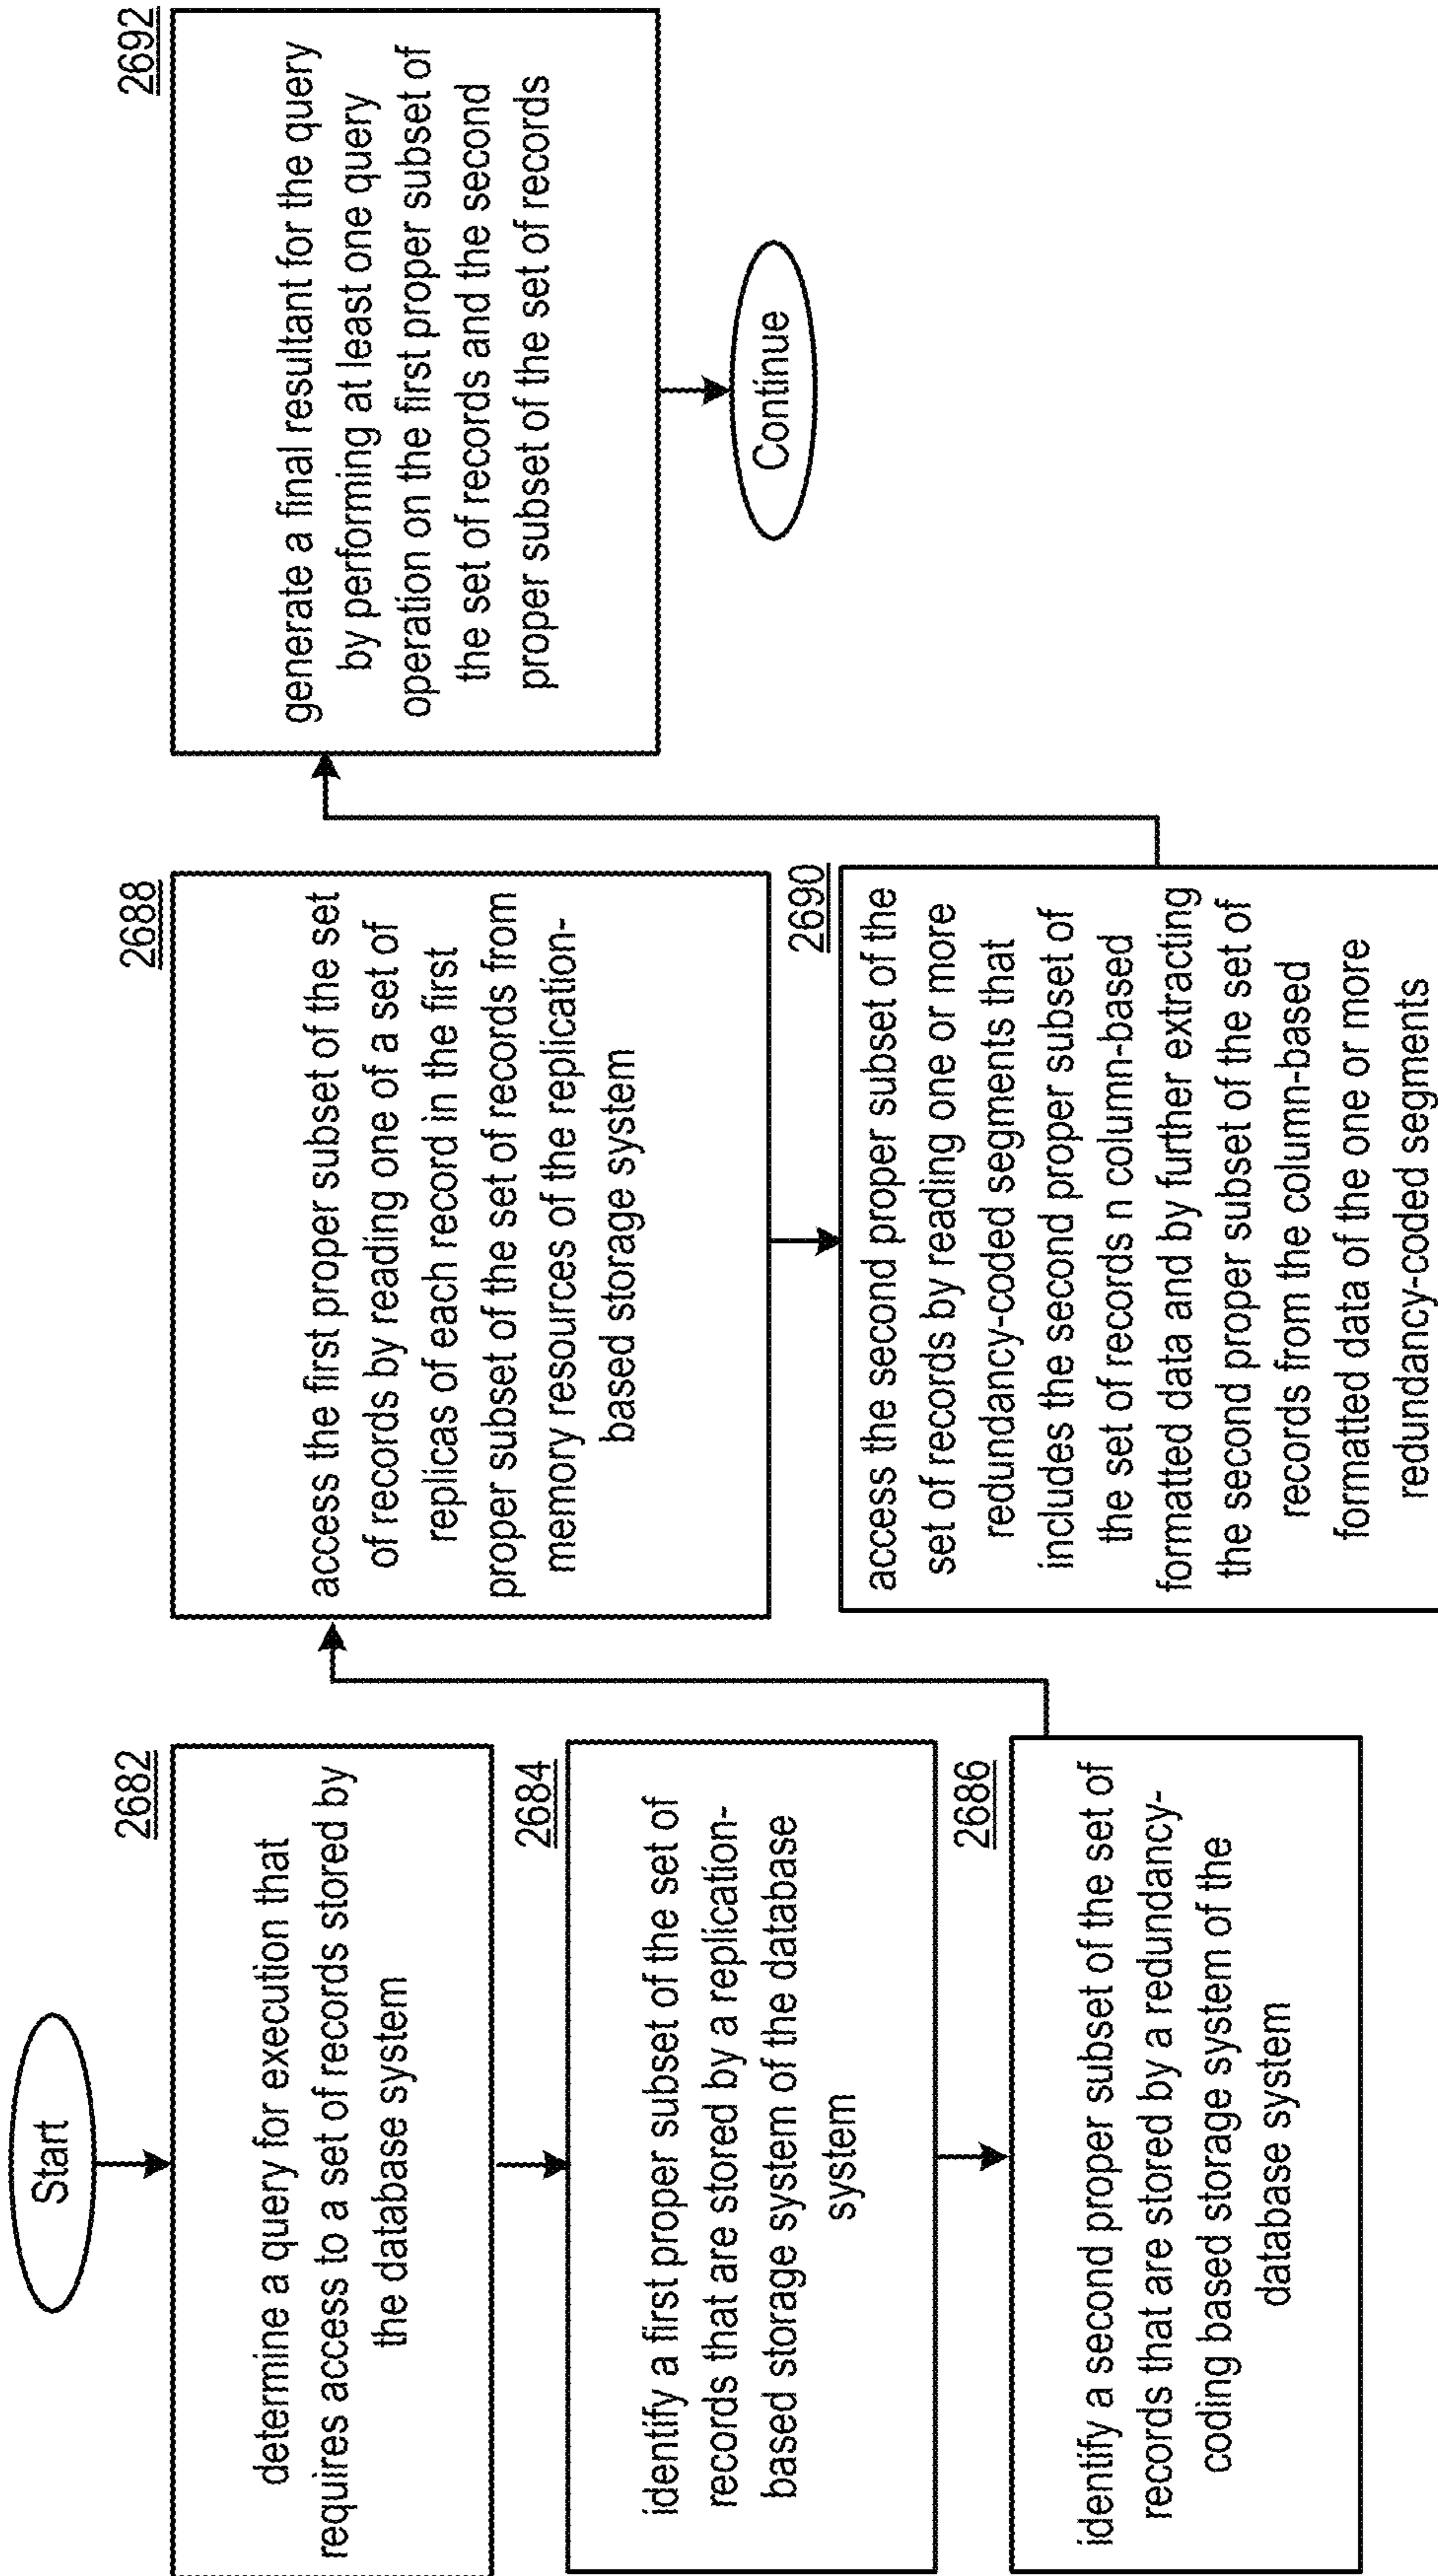 Start
2682
determine a query for execution that
requires access to a set of records stored by
the database system
2684
identify a first proper subset of the set of
records that are stored by a replication-
based storage system of the database
system
2686
identify a second proper subset of the set of
records that are stored by a redundancy-
coding based storage system of the
database system
2688
access the first proper subset of the set
of records by reading one of a set of
replicas of each record in the first
proper subset of the set of records from
memory resources of the replication-
based storage system
2690
access the second proper subset of the
set of records by reading one or more
redundancy-coded segments that
includes the second proper subset of
the set of records n column-based
formatted data and by further extracting
the second proper subset of the set of
records from the column-based
formatted data of the one or more
redundancy-coded segments
2692
generate a final resultant for the query
by performing at least one query
operation on the first proper subset of
the set of records and the second
proper subset of the set of records
Continue